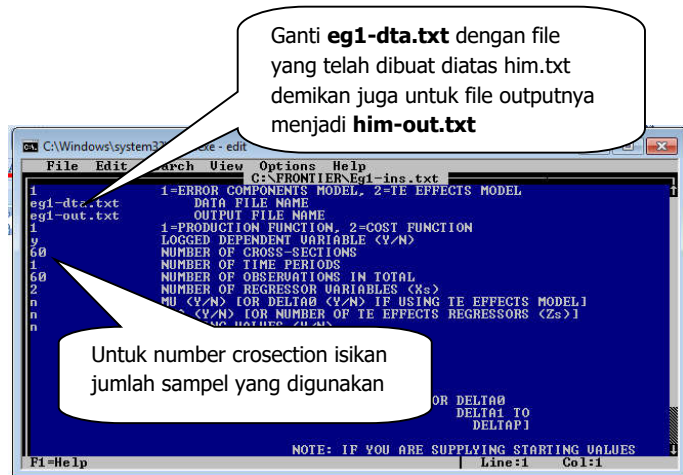 Ganti eg1-dta.txt dengan file
yang telah dibuat diatas him.txt
demikan juga untuk file outputnya
menjadi him-out.txt
C:\Windows\system3 e - edit
File Edit arch View Options Help
C:\FRONTIER\Eg1-ins.txt
1 1=ERROR COMPONENTS MODEL, 2=TE EFFECTS MODEL
eg1-dta.txt DATA FILE NAME
eg1-out.txt OUTPUT FILE NAME
1 1=PRODUCTION FUNCTION, 2=COST FUNCTION
y LOGGED DEPENDENT VARIABLE (Y/N)
60 NUMBER OF CROSS-SECTIONS
1 NUMBER OF TIME PERIODS
60 NUMBER OF OBSERVATIONS IN TOTAL
2 NUMBER OF REGRESSOR VARIABLES (Xs)
n MU (Y/N) [OR DELTA0 (Y/N) IF USING TE EFFECTS MODEL]
n (Y/N) [OR NUMBER OF TE EFFECTS REGRESSORS (Zs)]
n VALUES (Y/N)
Untuk number crosection isikan
jumlah sampel yang digunakan
OR DELTA0
DELTA1 TO
DELTAP]
NOTE: IF YOU ARE SUPPLYING STARTING VALUES
F1=Help Line:1 Col:1